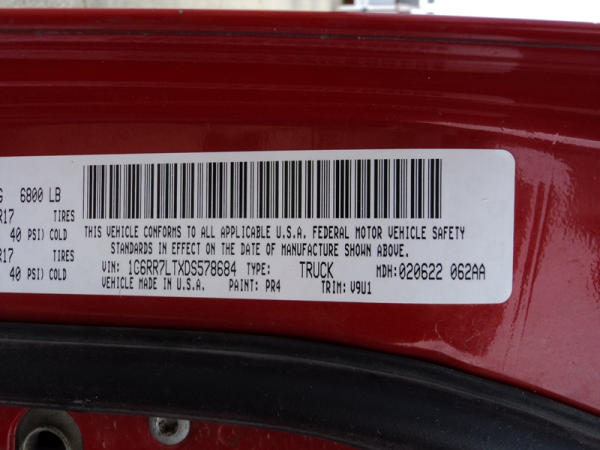 G 6800 LB
R17 TIRES
40 PSI) COLD
R17 TIRES
40 PSI) COLD
THIS VEHICLE CONFORMS TO ALL APPLICABLE U.S.A. FEDERAL MOTOR VEHICLE SAFETY
STANDARDS IN EFFECT ON THE DATE OF MANUFACTURE SHOWN ABOVE.
VIN: 1C6RR7LTXDS578684 TYPE: TRUCK MDH: 020622 062AA
VEHICLE MADE IN U.S.A. PAINT: PR4 TRIM: V9U1